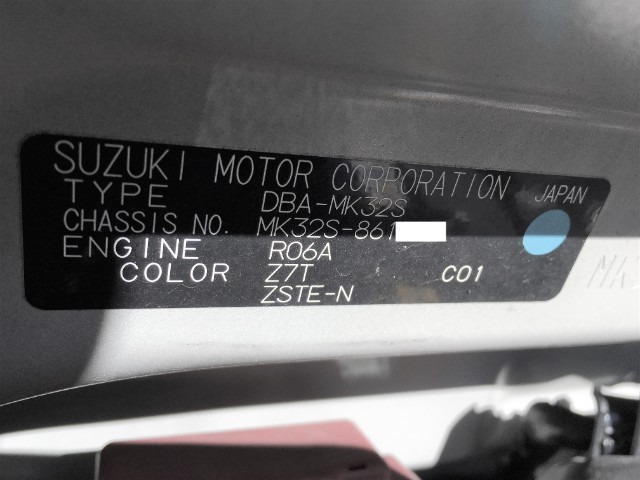 SUZUKI MOTOR CORPORATION JAPAN
TYPE DBA-MK32S
CHASSIS NO. MK32S-861
ENGINE R06A
COLOR Z7T C01
ZSTE-N